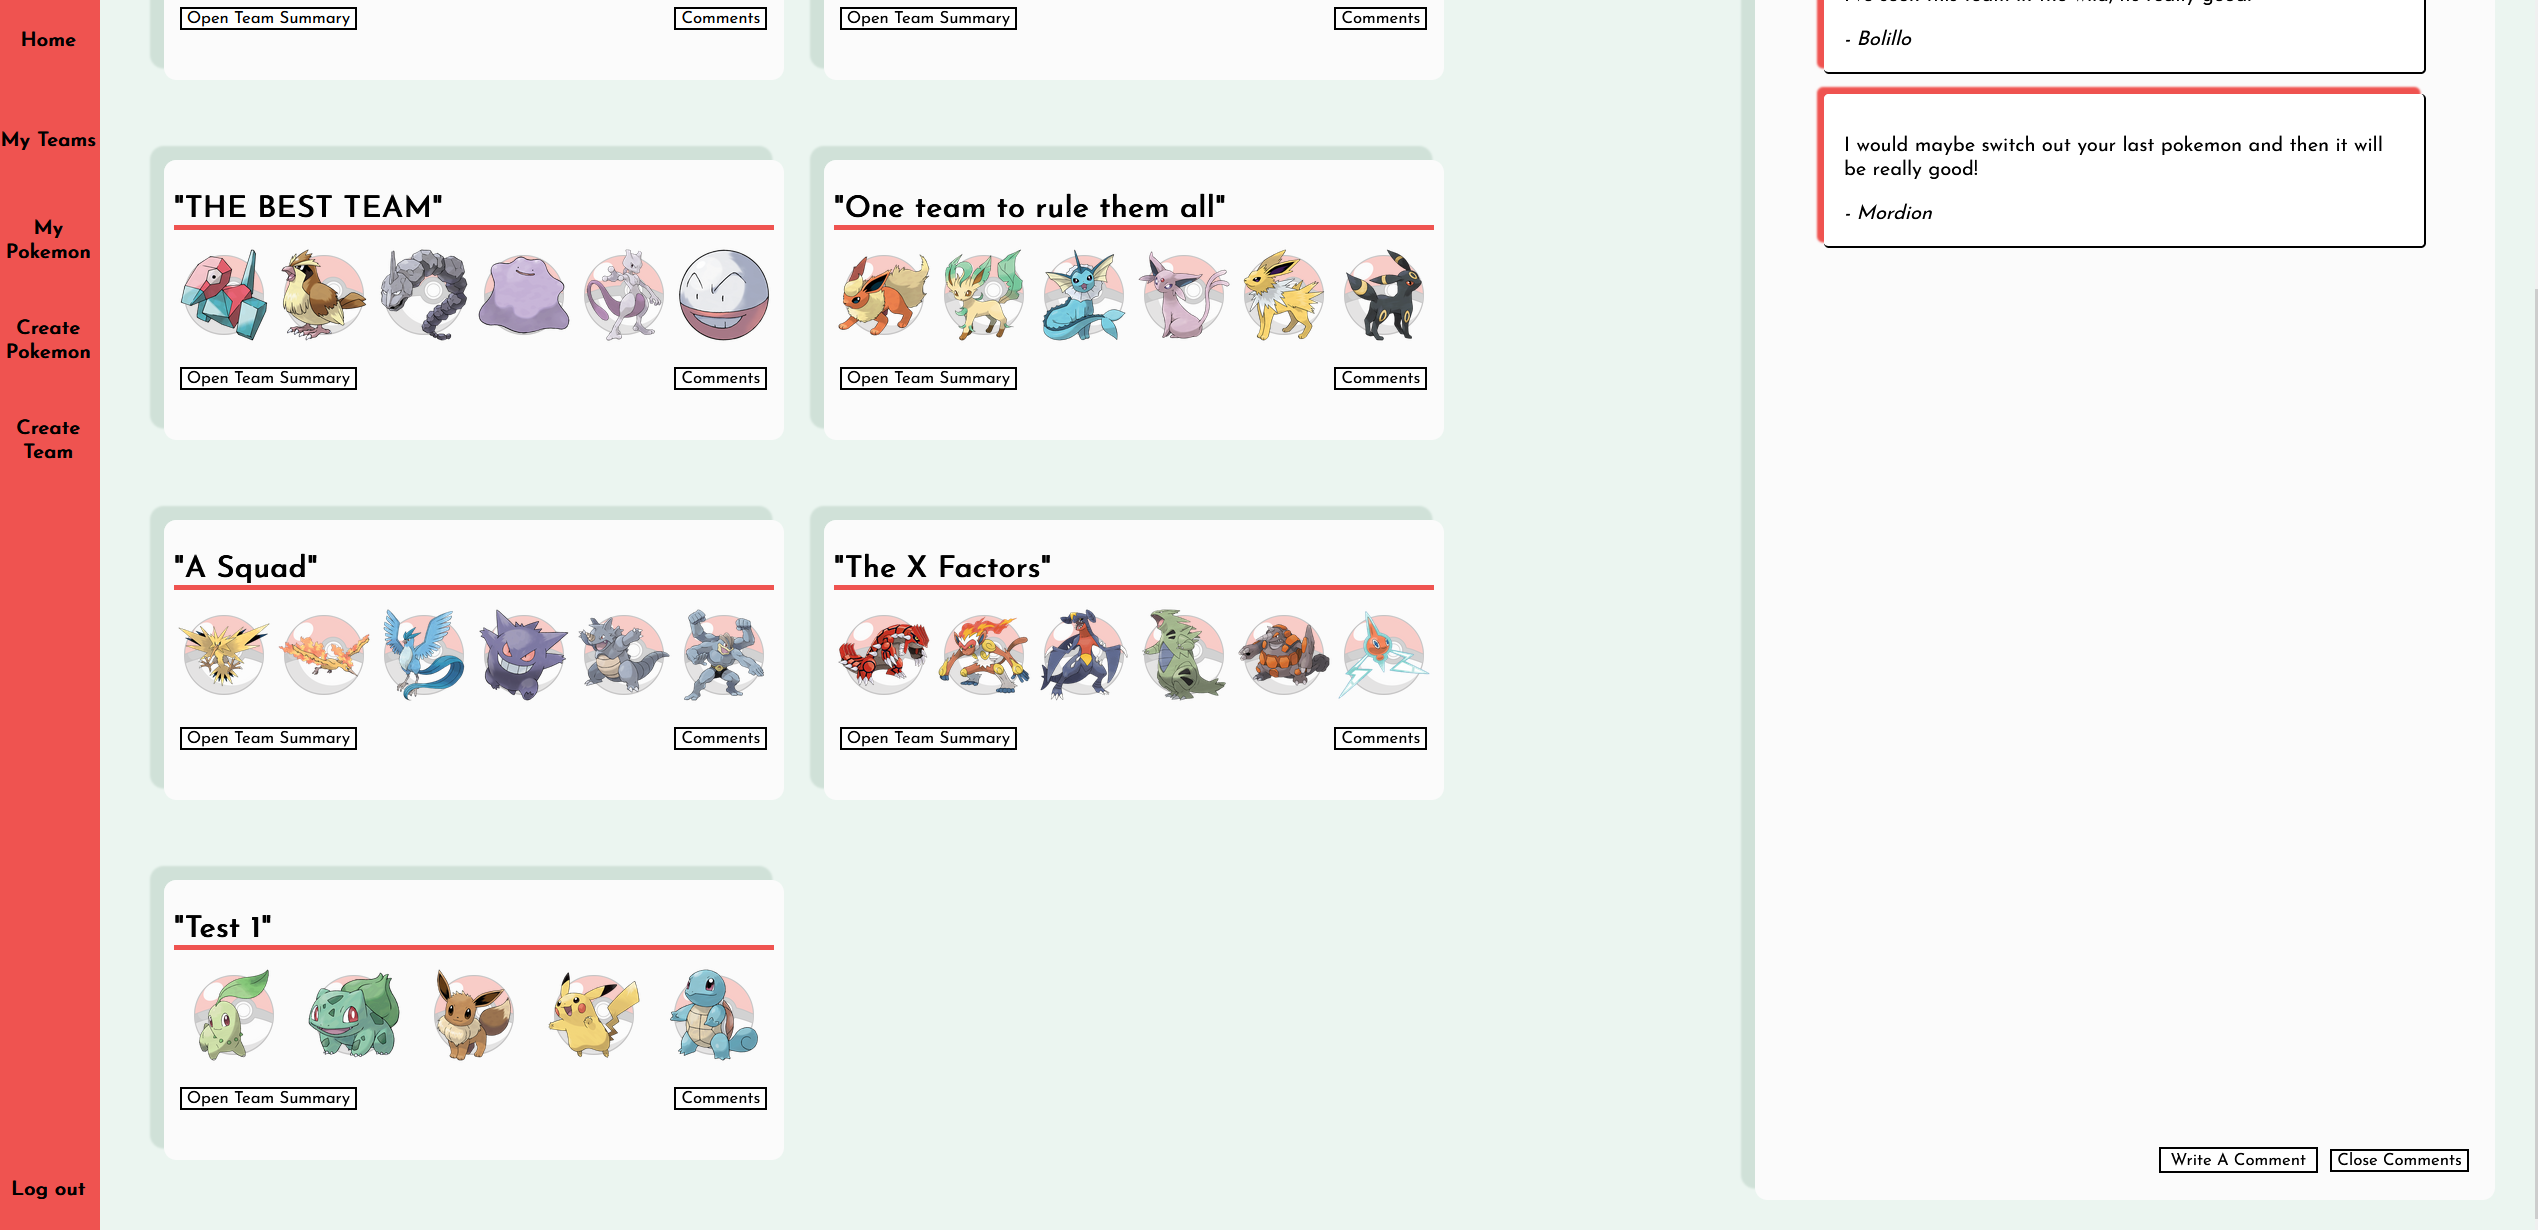 Home
My Teams
My
Pokemon
Create
Pokemon
Create
Team
Log out
Open Team Summary
Comments
Open Team Summary
Comments
"THE BEST TEAM"
Open Team Summary
Comments
"One team to rule them all"
Open Team Summary
Comments
"A Squad"
Open Team Summary
Comments
"The X Factors"
Open Team Summary
Comments
"Test 1"
Open Team Summary
Comments
- Bolillo
I would maybe switch out your last pokemon and then it will
be really good!
- Mordion
Write A Comment
Close Comments